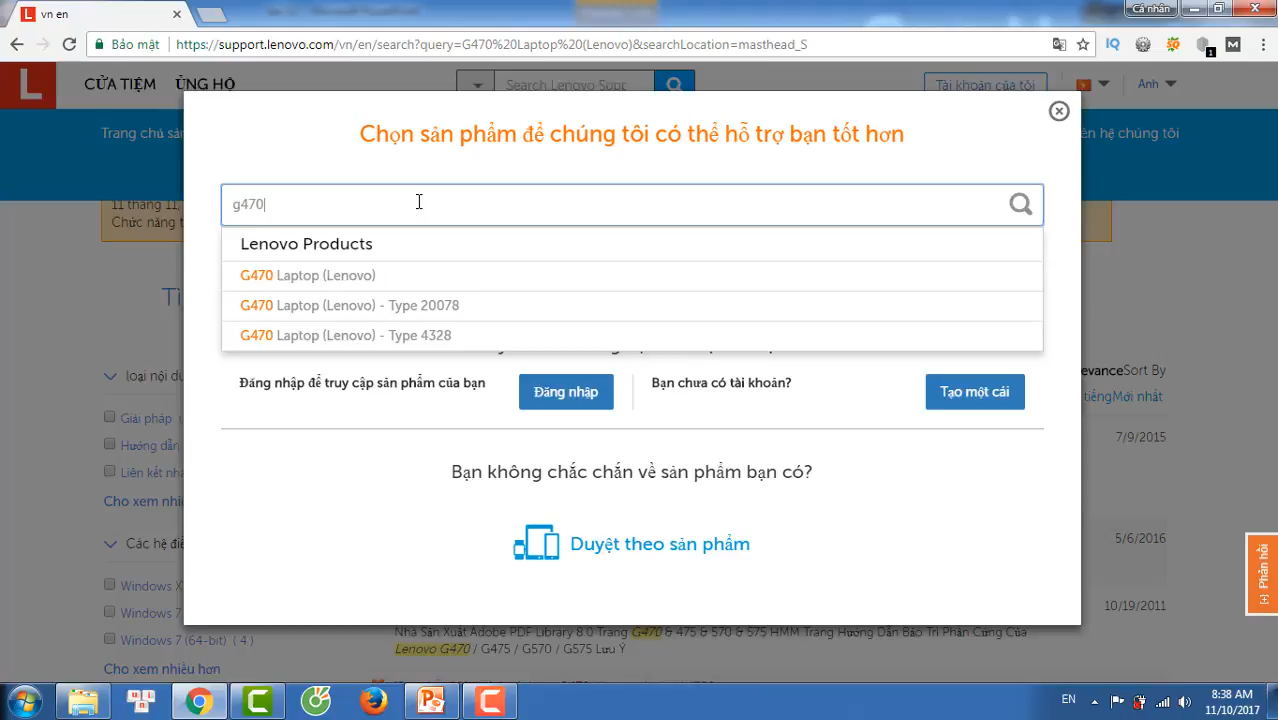 L vn en
Cá nhân
Bảo mật https://support.lenovo.com/vn/en/search?query=G470%20Laptop%20(Lenovo)&searchLocation=masthead_S
IQ
M
1
L
CỬA TIỆM ỦNG HỘ
Search Lenovo Supp
Tài khoản của tôi
Anh
Trang chủ
ên hệ chúng tôi
Chọn sản phẩm để chúng tôi có thể hỗ trợ bạn tốt hơn
11 tháng 11,
Chức năng t
g470
Lenovo Products
G470 Laptop (Lenovo)
G470 Laptop (Lenovo) - Type 20078
G470 Laptop (Lenovo) - Type 4328
Đăng nhập để truy cập sản phẩm của bạn
Đăng nhập
Bạn chưa có tài khoản?
Tạo một cái
Bạn không chắc chắn về sản phẩm bạn có?
Duyệt theo sản phẩm
loại nội du
Giải pháp
Hướng dẫn
Liên kết nh
Cho xem nhi
Các hệ điề
Windows X
Windows 7
Windows 7 (64-bit) ( 4 )
Cho xem nhiều hơn
evanceSort By
tiếngMới nhất
7/9/2015
5/6/2016
10/19/2011
Phản hồi
Nhà Sản Xuất Adobe PDF Library 8.0 Trang G470 & 475 & 570 & 575 HMM Trang Hướng Dẫn Bảo Trì Phần Cứng Của
Lenovo G470 / G475 / G570 / G575 Lưu Ý
EN
8:38 AM
11/10/2017